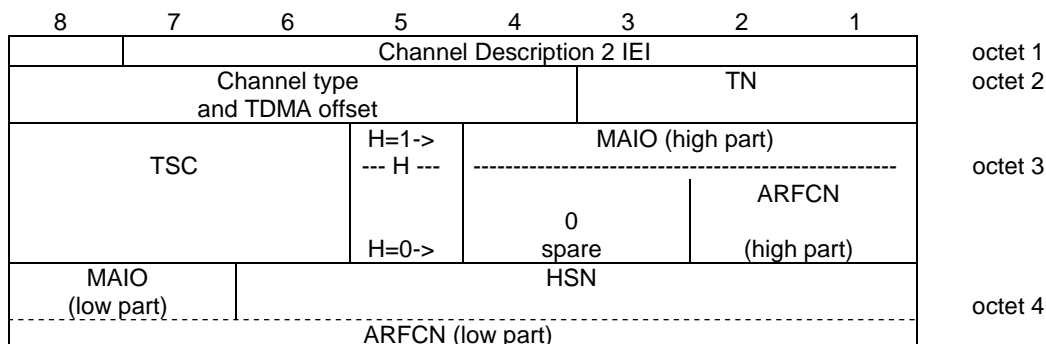 8 7 6 5 4 3 2 1
Channel Description 2 IEI octet 1
Channel type TN octet 2
and TDMA offset
H=1-> MAIO (high part)
TSC --- H --- octet 3
ARFCN
0
H=0-> spare (high part)
MAIO HSN
(low part) octet 4
ARFCN (low part)